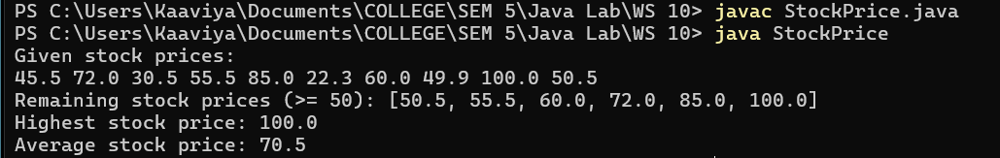 PS C:\Users\Kaaviya\Documents\COLLEGE\SEM 5\Java Lab\WS 10> javac StockPrice.java
PS C:\Users\Kaaviya\Documents\COLLEGE\SEM 5\Java Lab\WS 10> java StockPrice
Given stock prices:
45.5 72.0 30.5 55.5 85.0 22.3 60.0 49.9 100.0 50.5
Remaining stock prices (>= 50): [50.5, 55.5, 60.0, 72.0, 85.0, 100.0]
Highest stock price: 100.0
Average stock price: 70.5